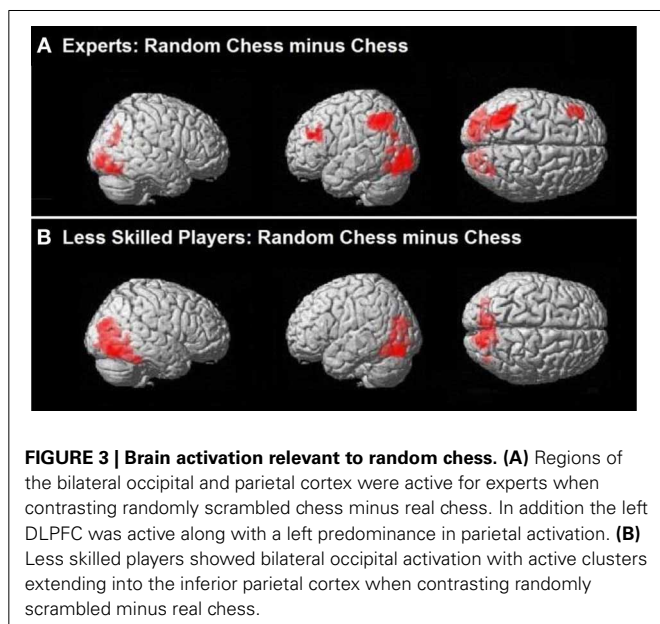 A Experts: Random Chess minus Chess
B Less Skilled Players: Random Chess minus Chess
FIGURE 3 | Brain activation relevant to random chess. (A) Regions of
the bilateral occipital and parietal cortex were active for experts when
contrasting randomly scrambled chess minus real chess. In addition the left
DLPFC was active along with a left predominance in parietal activation. (B)
Less skilled players showed bilateral occipital activation with active clusters
extending into the inferior parietal cortex when contrasting randomly
scrambled minus real chess.